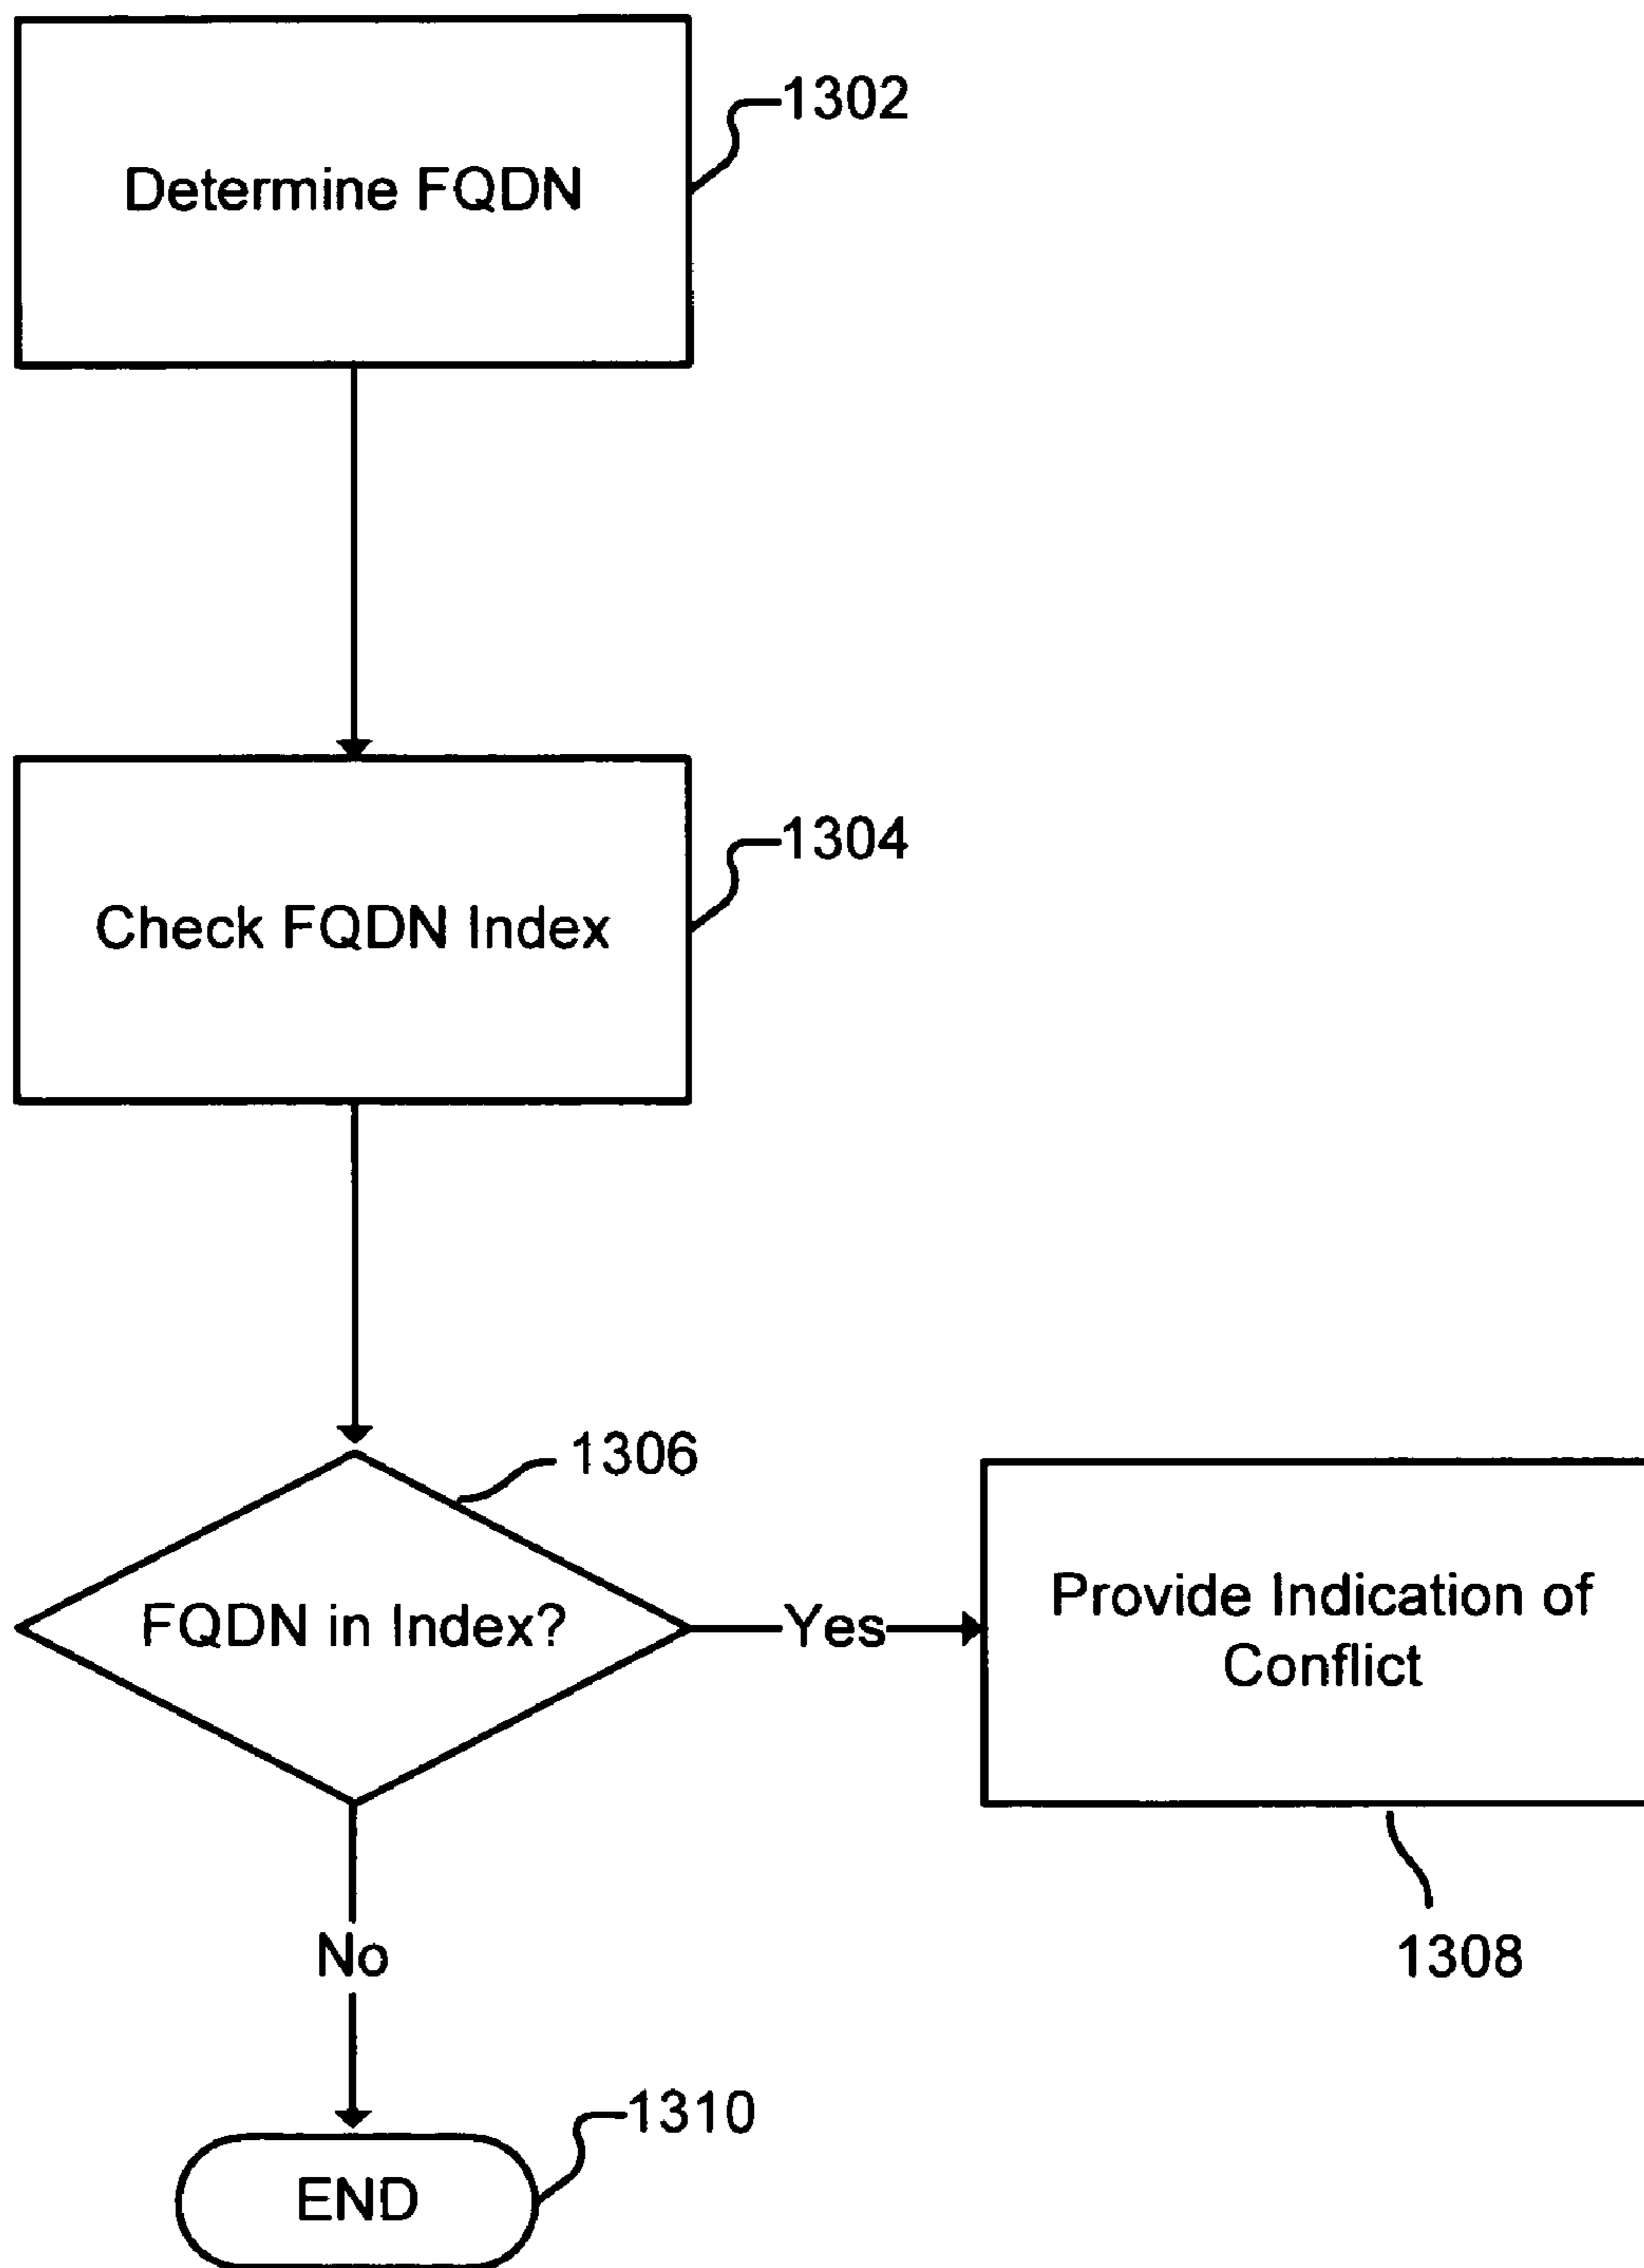 1302
Determine FQDN
1304
Check FQDN Index
1306
FQDN in Index?
Yes
Provide Indication of
Conflict
1308
No
1310
END